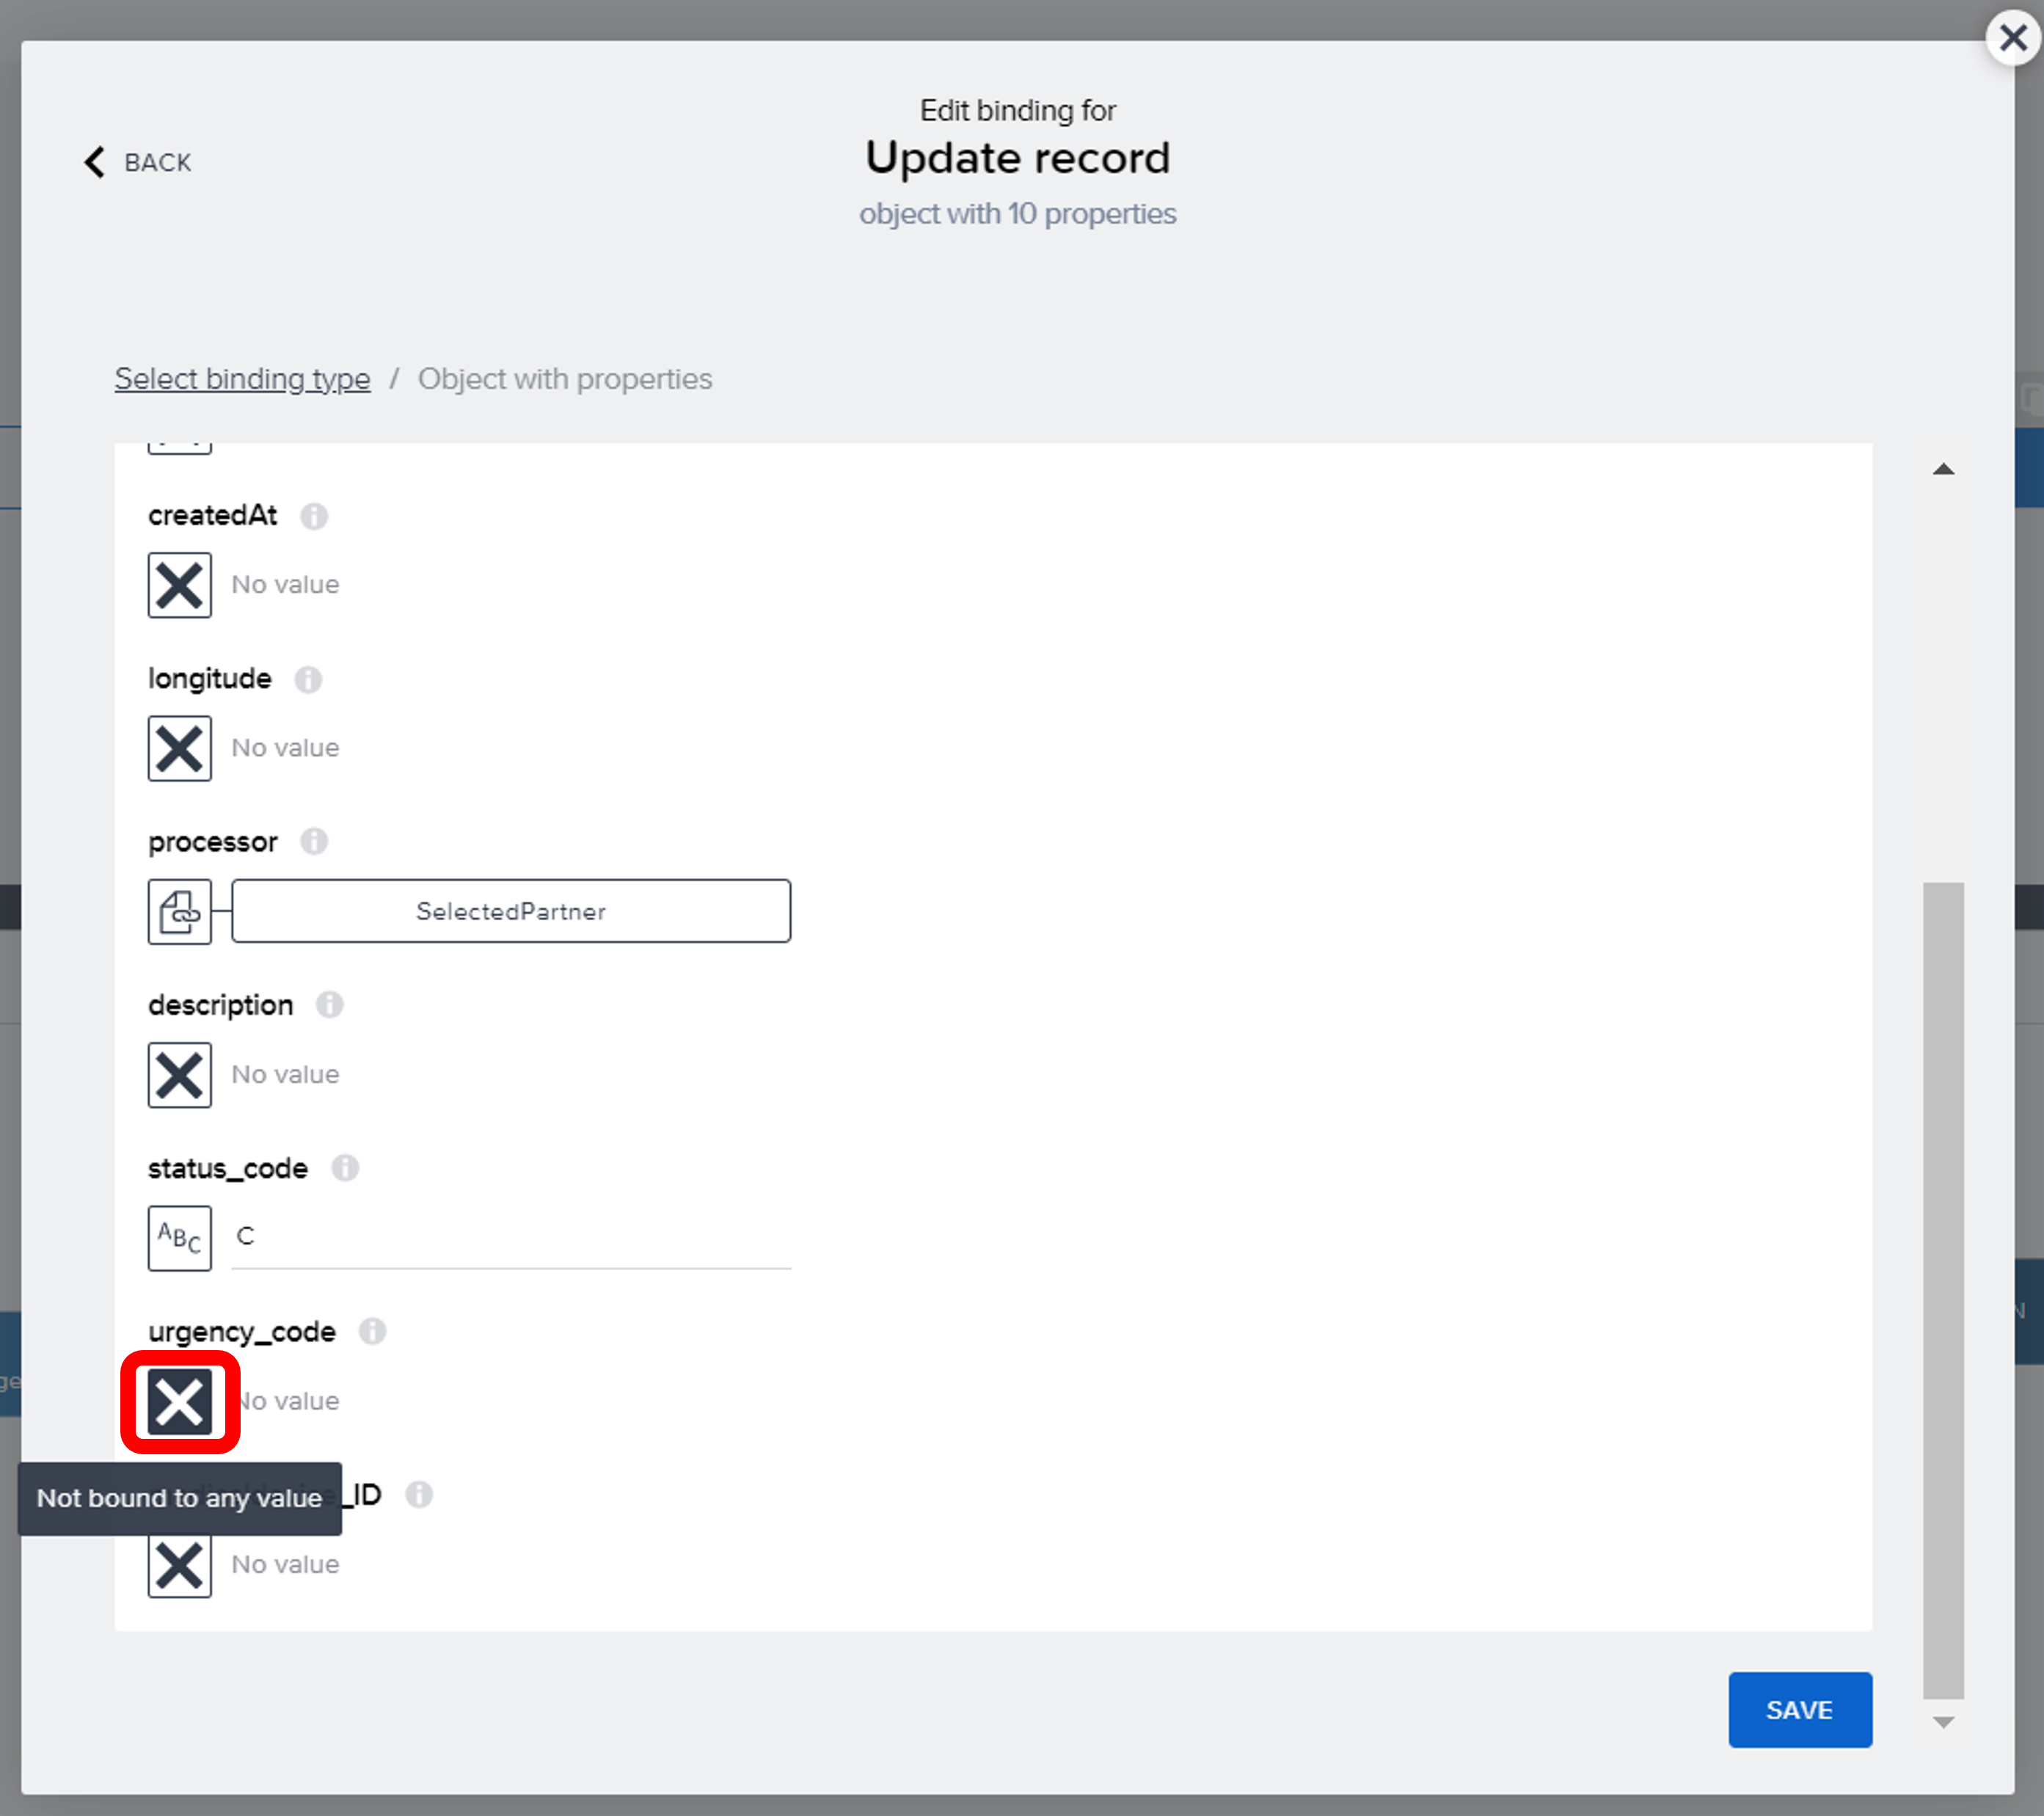 Edit binding for
BACK
Update record
object with 10 properties
Select binding type / Object with properties
createdAt
No value
longitude
No value
processor
SelectedPartner
description
No value
status_code
ABC C
urgency_code
No value
Not bound to any value
_ID
No value
SAVE